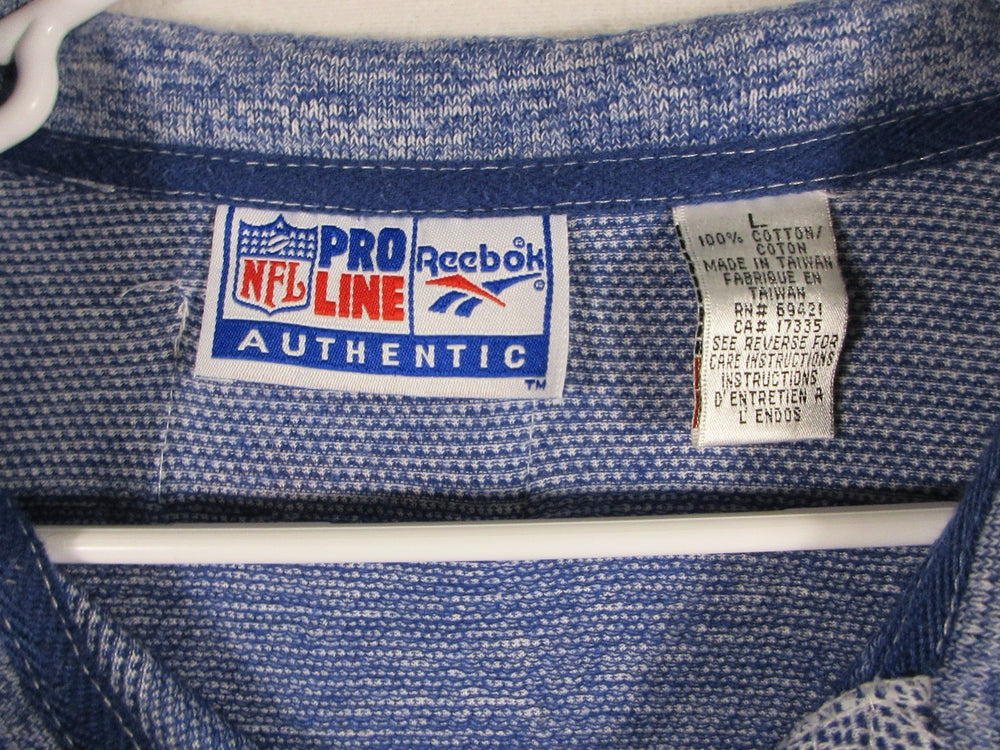 NFL
PRO
LINE
Reebok®
®
AUTHENTIC
TM
L
100% COTTON/
COTON
MADE IN TAIWAN
FABRIQUE EN
TAIWAN
RN# 69421
CA# 17335
SEE REVERSE FOR
CARE INSTRUCTIONS
INSTRUCTIONS
D'ENTRETIEN A
L'ENDOS